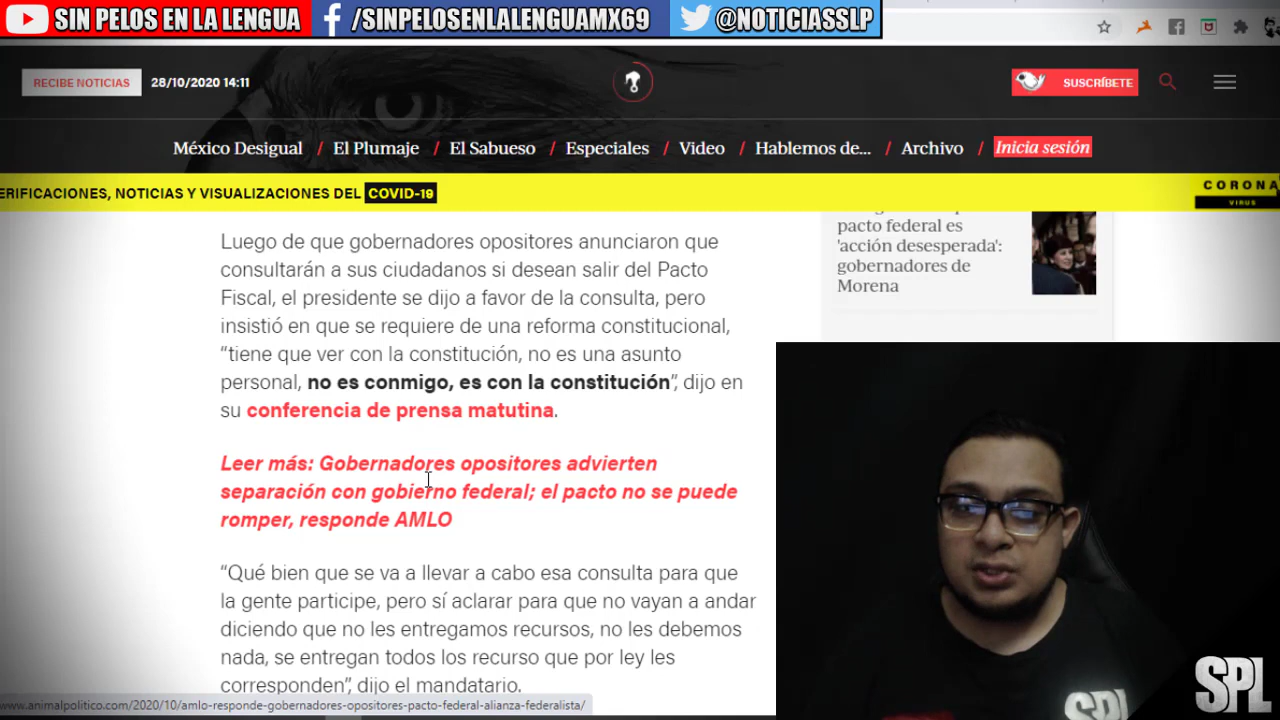 SIN PELOS EN LA LENGUA /SINPELOSENLALENGUAMX69 @NOTICIASSLP
RECIBE NOTICIAS 28/10/2020 14:11 SUSCRÍBETE
México Desigual / El Plumaje / El Sabueso / Especiales / Video / Hablemos de... / Archivo / Inicia sesión
ERIFICACIONES, NOTICIAS Y VISUALIZACIONES DEL COVID-19
CORONA
VIRUS
pacto federal es
'acción desesperada':
gobernadores de
Morena
Luego de que gobernadores opositores anunciaron que
consultarán a sus ciudadanos si desean salir del Pacto
Fiscal, el presidente se dijo a favor de la consulta, pero
insistió en que se requiere de una reforma constitucional,
“tiene que ver con la constitución, no es una asunto
personal, no es conmigo, es con la constitución”, dijo en
su conferencia de prensa matutina.
Leer más: Gobernadores opositores advierten
separación con gobierno federal; el pacto no se puede
romper, responde AMLO
“Qué bien que se va a llevar a cabo esa consulta para que
la gente participe, pero sí aclarar para que no vayan a andar
diciendo que no les entregamos recursos, no les debemos
nada, se entregan todos los recurso que por ley les
corresponden”, dijo el mandatario.
www.animalpolitico.com/2020/10/amlo-responde-gobernadores-opositores-pacto-federal-alianza-federalista/
SPL
SPL